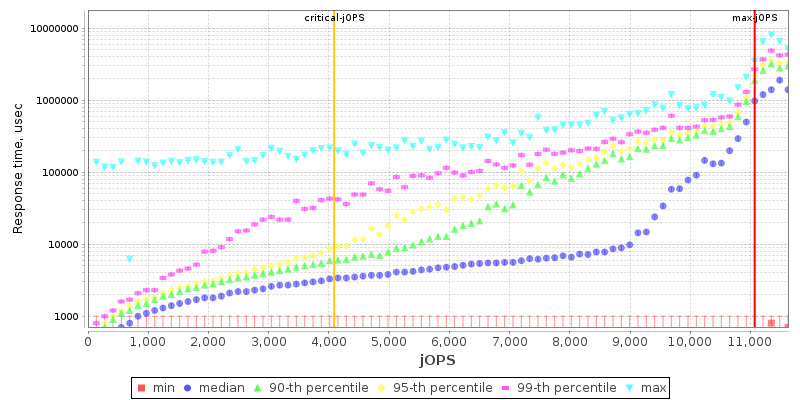 critical-jOPS
max-jOPS
10000000
1000000
100000
10000
1000
Response time, usec
0
1,000
2,000
3,000
4,000
5,000
6,000
7,000
8,000
9,000
10,000
11,000
jOPS
min
median
90-th percentile
95-th percentile
99-th percentile
max